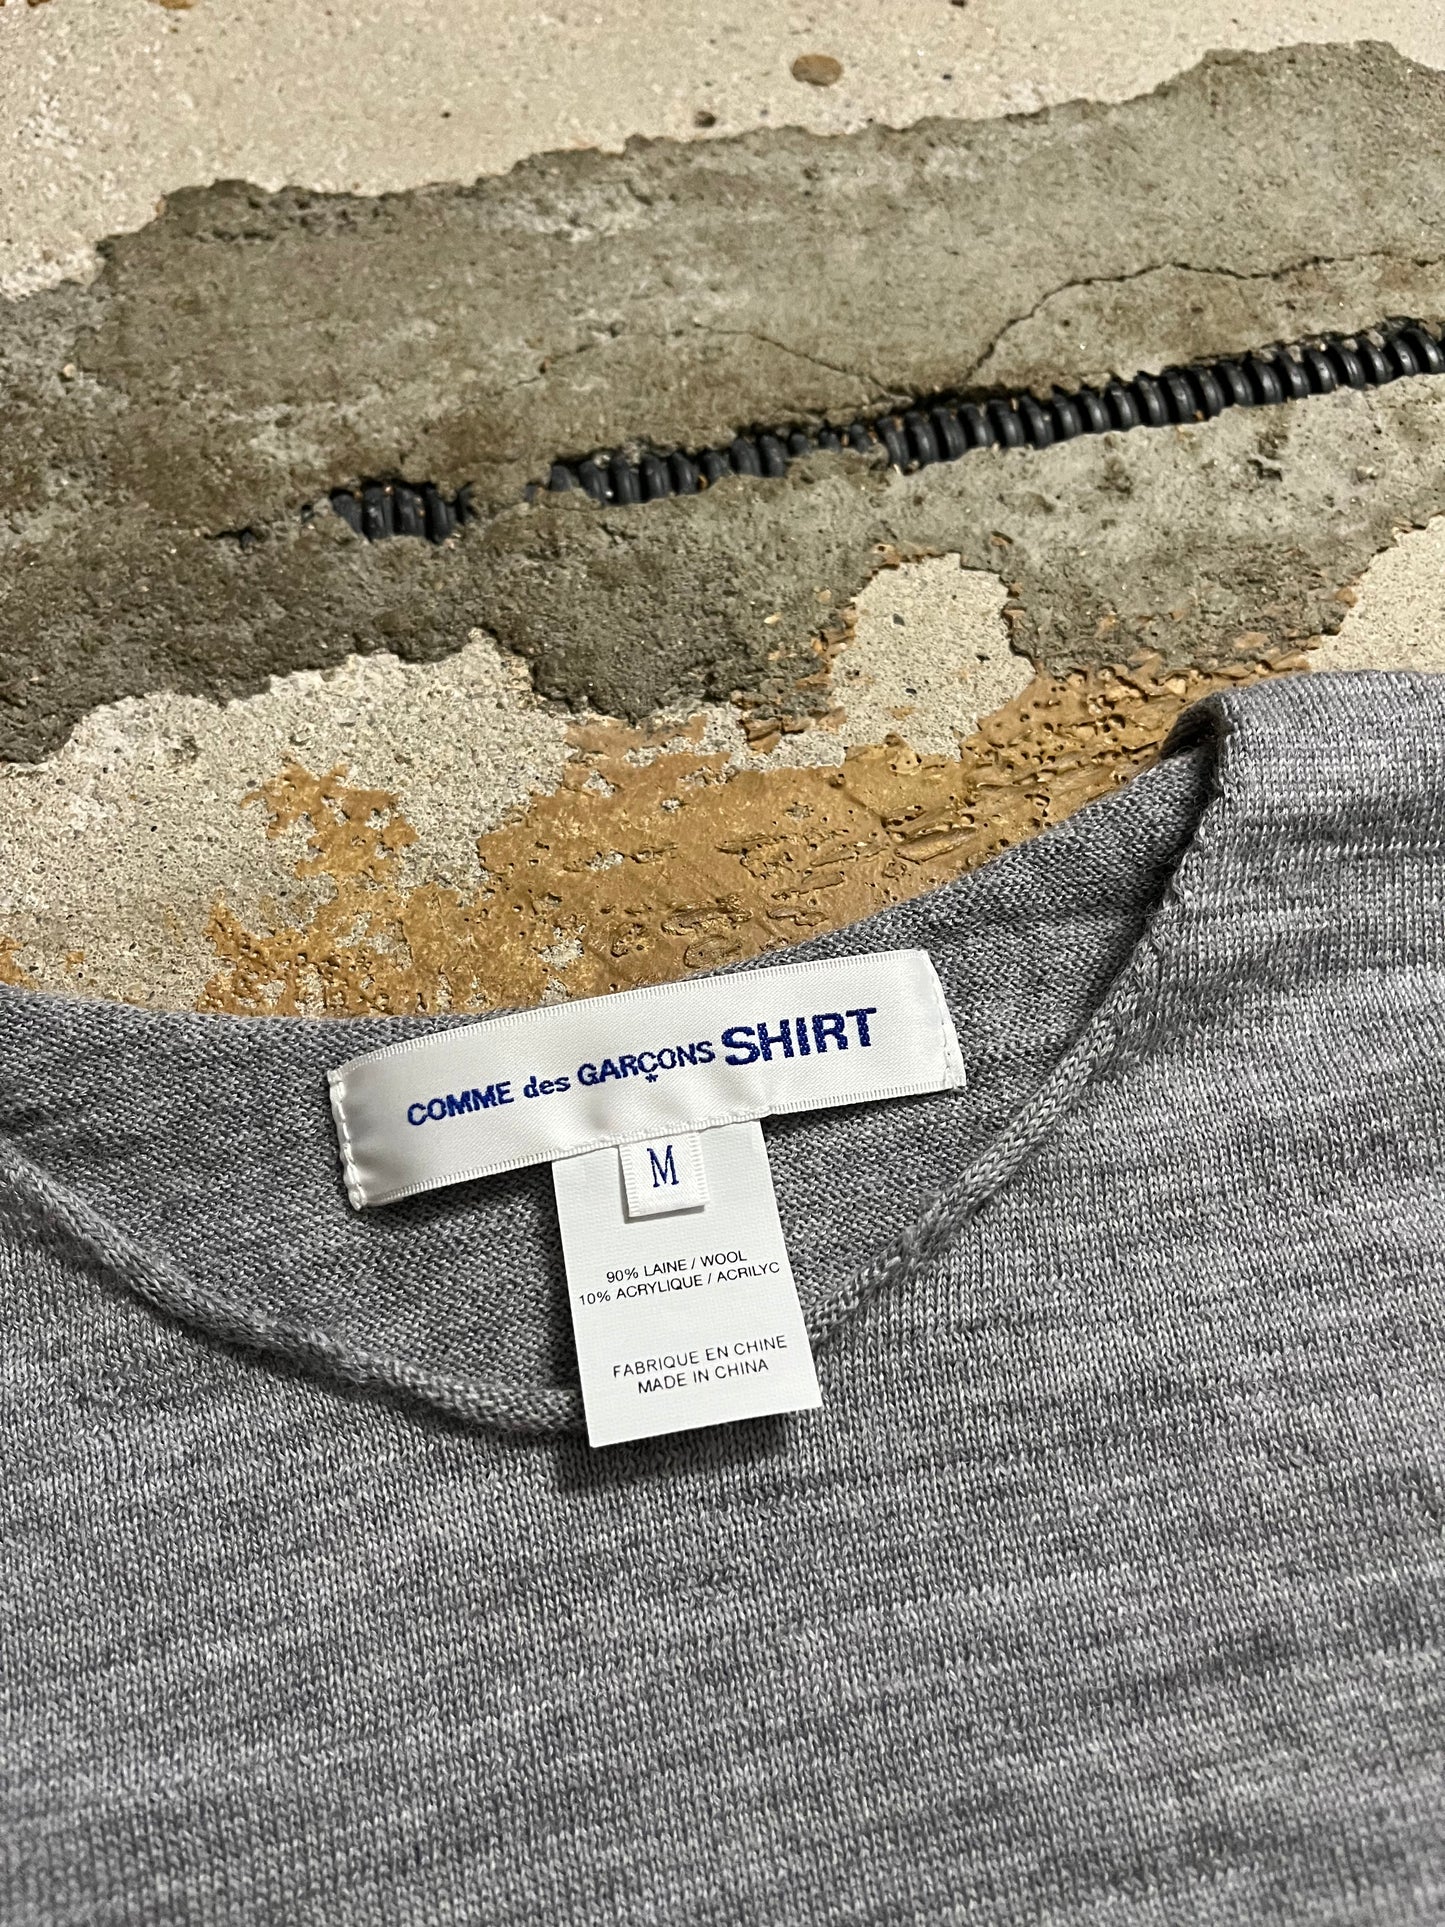 COMME des GARÇONS SHIRT
*
M
90% LAINE / WOOL
10% ACRYLIQUE / ACRILYC
FABRIQUE EN CHINE
MADE IN CHINA